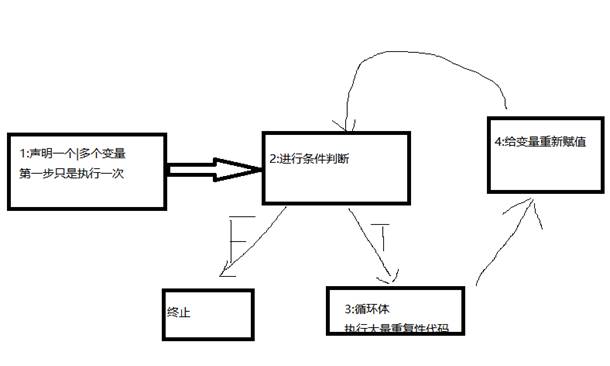 1:声明一个|多个变量
第一步只是执行一次
2:进行条件判断
4:给变量重新赋值
F
T
终止
3:循环体
执行大量重复性代码